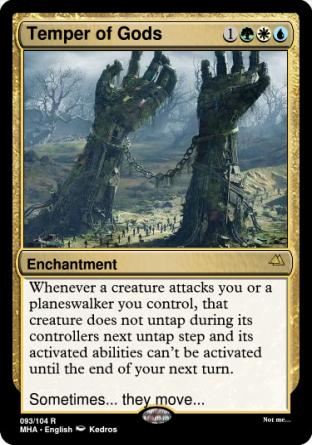 Temper of Gods
1
Enchantment
Whenever a creature attacks you or a
planeswalker you control, that
creature does not untap during its
controllers next untap step and its
activated abilities can't be activated
until the end of your next turn.
Sometimes... they move...
093/104 R
Not me...
MHA • English Kedros